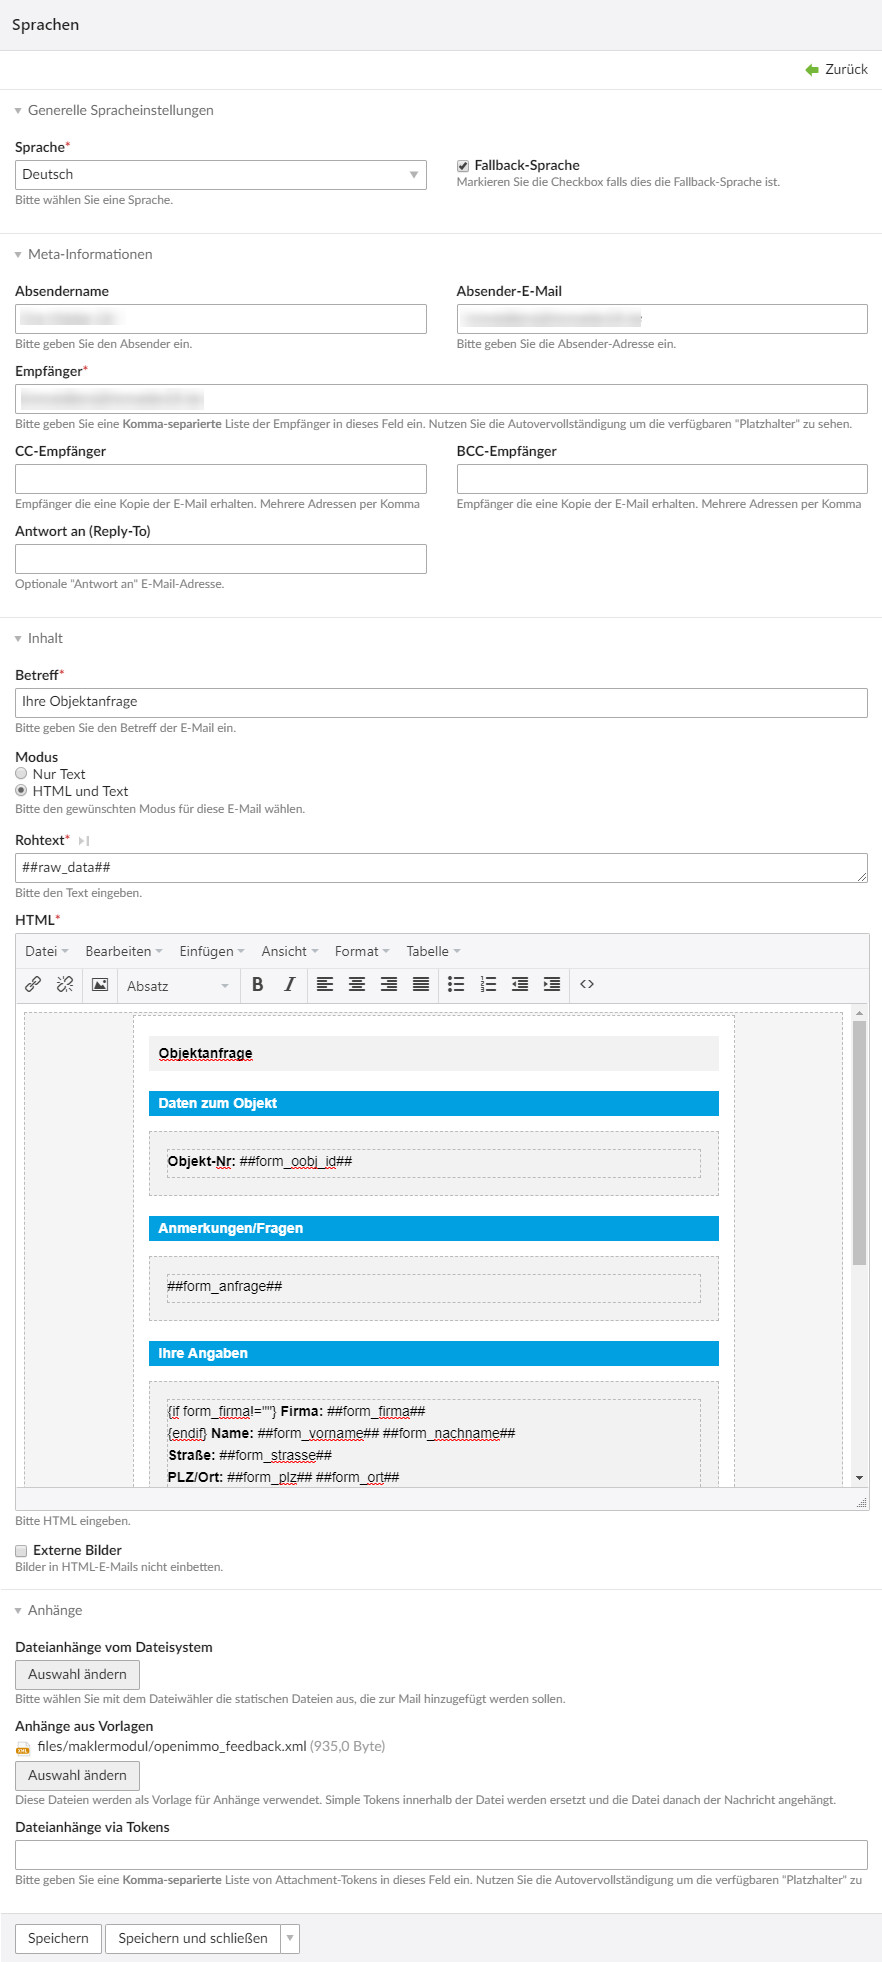 Sprachen
Zurück
Generelle Spracheinstellungen
Sprache*
Deutsch
Bitte wählen Sie eine Sprache.
Fallback-Sprache
Markieren Sie die Checkbox falls dies die Fallback-Sprache ist.
Meta-Informationen
Absendername
Bitte geben Sie den Absender ein.
Absender-E-Mail
Bitte geben Sie die Absender-Adresse ein.
Empfänger*
Bitte geben Sie eine Komma-separierte Liste der Empfänger in dieses Feld ein. Nutzen Sie die Autovervollständigung um die verfügbaren "Platzhalter" zu sehen.
CC-Empfänger
Empfänger die eine Kopie der E-Mail erhalten. Mehrere Adressen per Komma
BCC-Empfänger
Empfänger die eine Kopie der E-Mail erhalten. Mehrere Adressen per Komma
Antwort an (Reply-To)
Optionale "Antwort an" E-Mail-Adresse.
Inhalt
Betreff*
Ihre Objektanfrage
Bitte geben Sie den Betreff der E-Mail ein.
Modus
Nur Text
HTML und Text
Bitte den gewünschten Modus für diese E-Mail wählen.
Rohtext*
##raw_data##
Bitte den Text eingeben.
HTML*
Datei Bearbeiten Einfügen Ansicht Format Tabelle
Absatz B I <>
Objektanfrage
Daten zum Objekt
Objekt-Nr: ##form_oobj_id##
Anmerkungen/Fragen
##form_anfrage##
Ihre Angaben
{if form_firma!=""} Firma: ##form_firma##
{endif} Name: ##form_vorname## ##form_nachname##
Straße: ##form_strasse##
PLZ/Ort: ##form_plz## ##form_ort##
Bitte HTML eingeben.
Externe Bilder
Bilder in HTML-E-Mails nicht einbetten.
Anhänge
Dateianhänge vom Dateisystem
Auswahl ändern
Bitte wählen Sie mit dem Dateiwähler die statischen Dateien aus, die zur Mail hinzugefügt werden sollen.
Anhänge aus Vorlagen
files/maklermodul/openimmo_feedback.xml (935,0 Byte)
Auswahl ändern
Diese Dateien werden als Vorlage für Anhänge verwendet. Simple Tokens innerhalb der Datei werden ersetzt und die Datei danach der Nachricht angehängt.
Dateianhänge via Tokens
Bitte geben Sie eine Komma-separierte Liste von Attachment-Tokens in dieses Feld ein. Nutzen Sie die Autovervollständigung um die verfügbaren "Platzhalter" zu
Speichern
Speichern und schließen